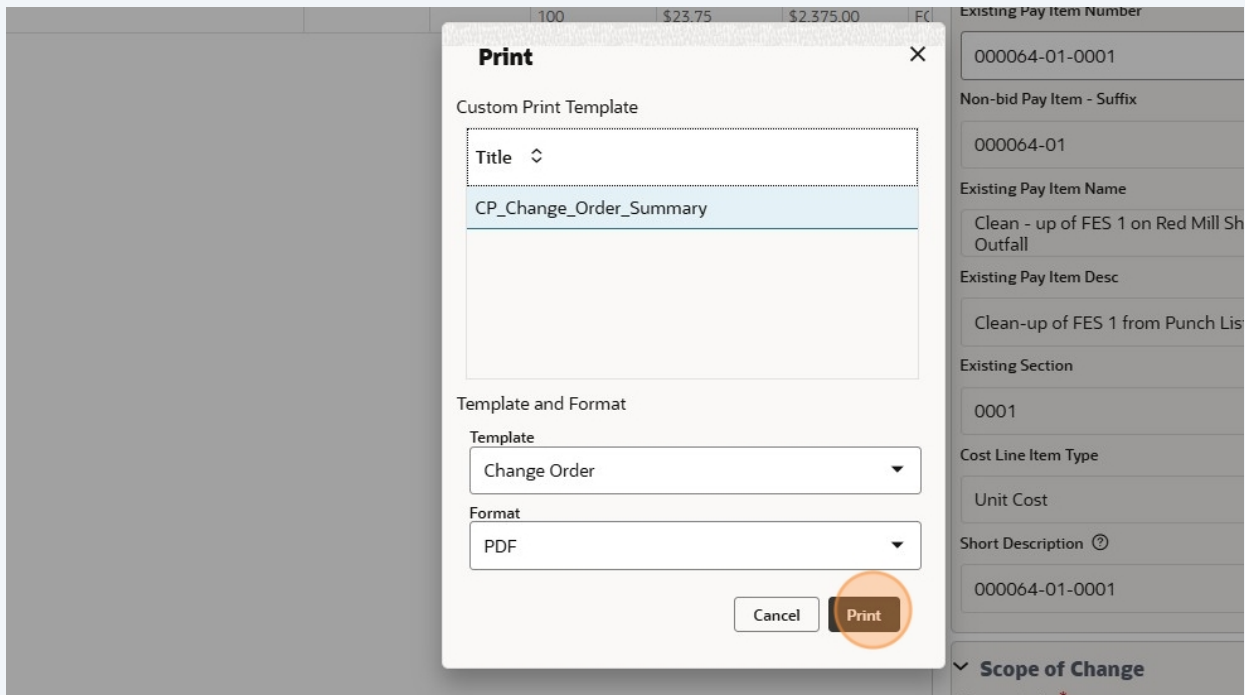 100 $23.75 $2,375.00
Existing Pay Item Number
Print
000064-01-0001
Custom Print Template
Non-bid Pay Item - Suffix
Title
000064-01
Existing Pay Item Name
CP_Change_Order_Summary
Clean - up of FES 1 on Red Mill Sh
Outfall
Existing Pay Item Desc
Clean-up of FES 1 from Punch Lis
Existing Section
Template and Format
0001
Template
Change Order
Cost Line Item Type
Unit Cost
Format
PDF
Short Description
000064-01-0001
Cancel Print
Scope of Change